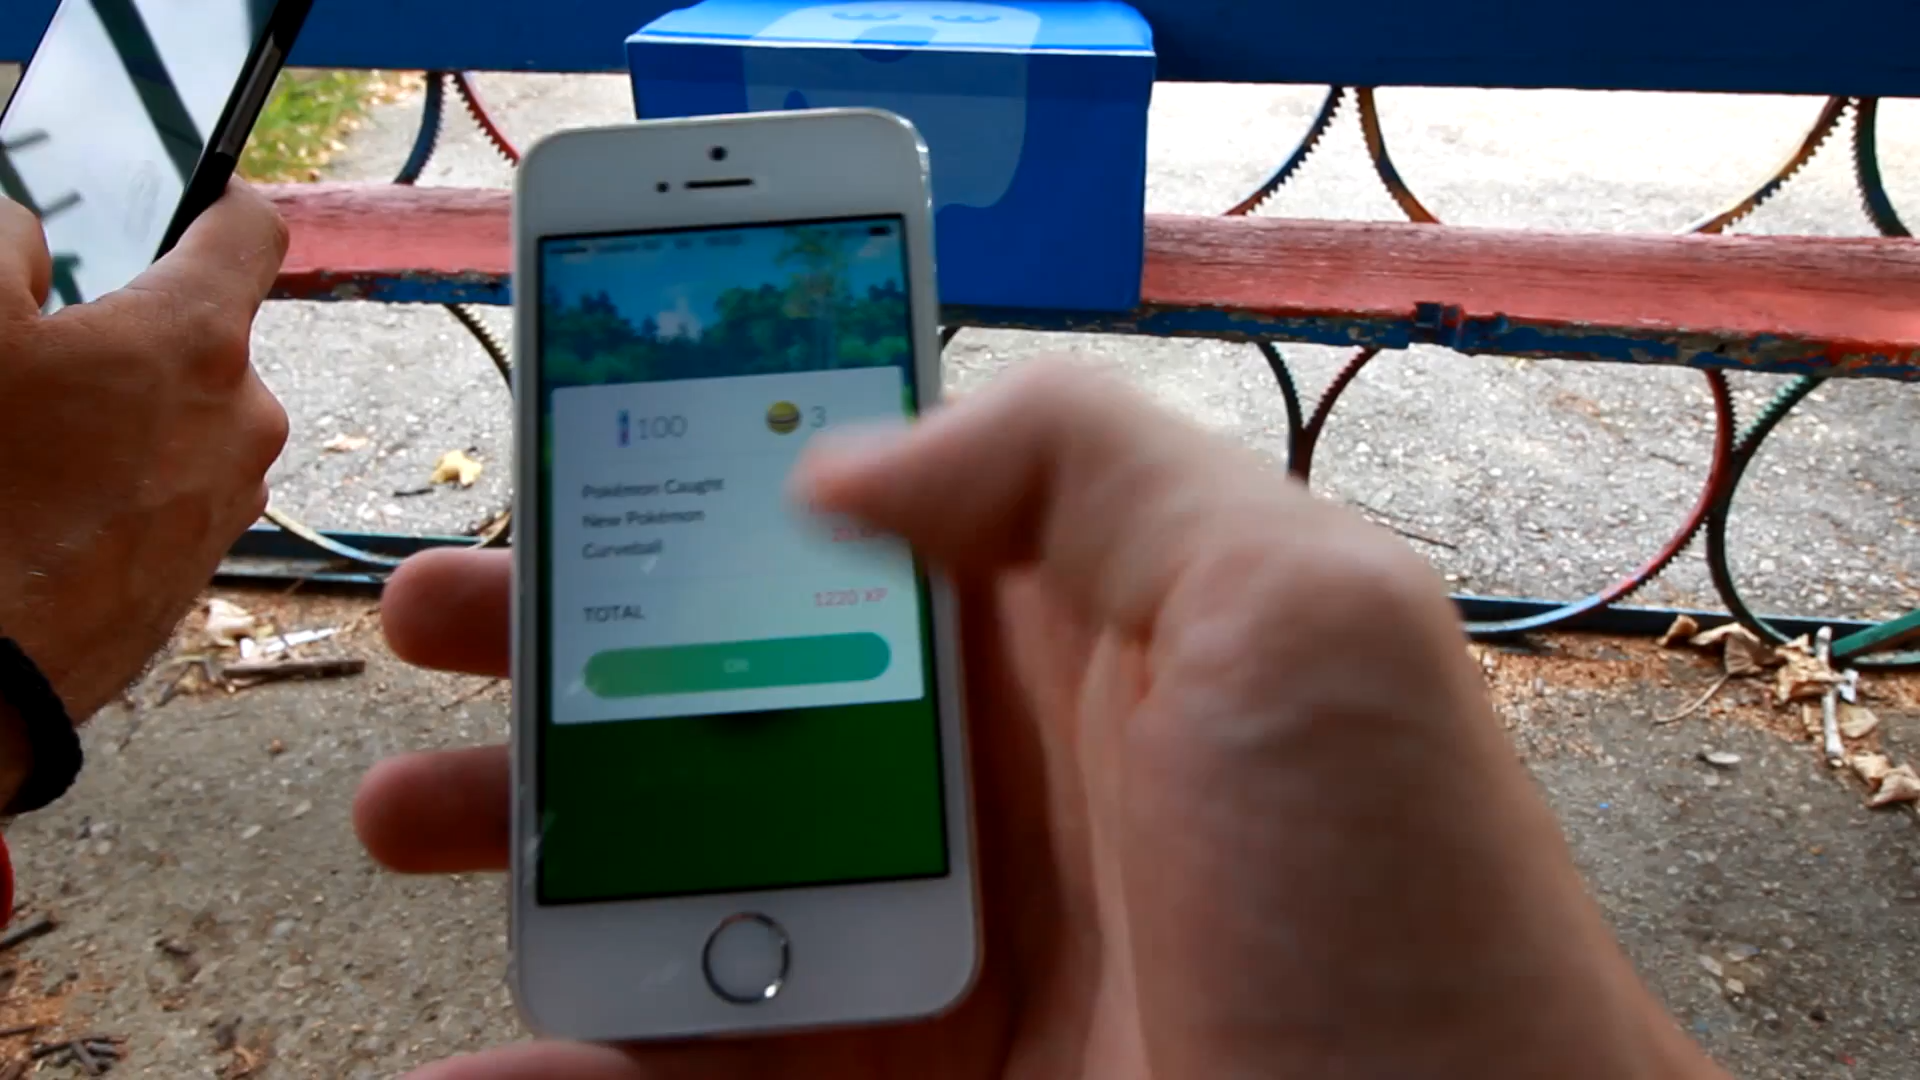 100 3
Pokémon Caught
New Pokémon
Curveball
TOTAL 1220 XP
OK